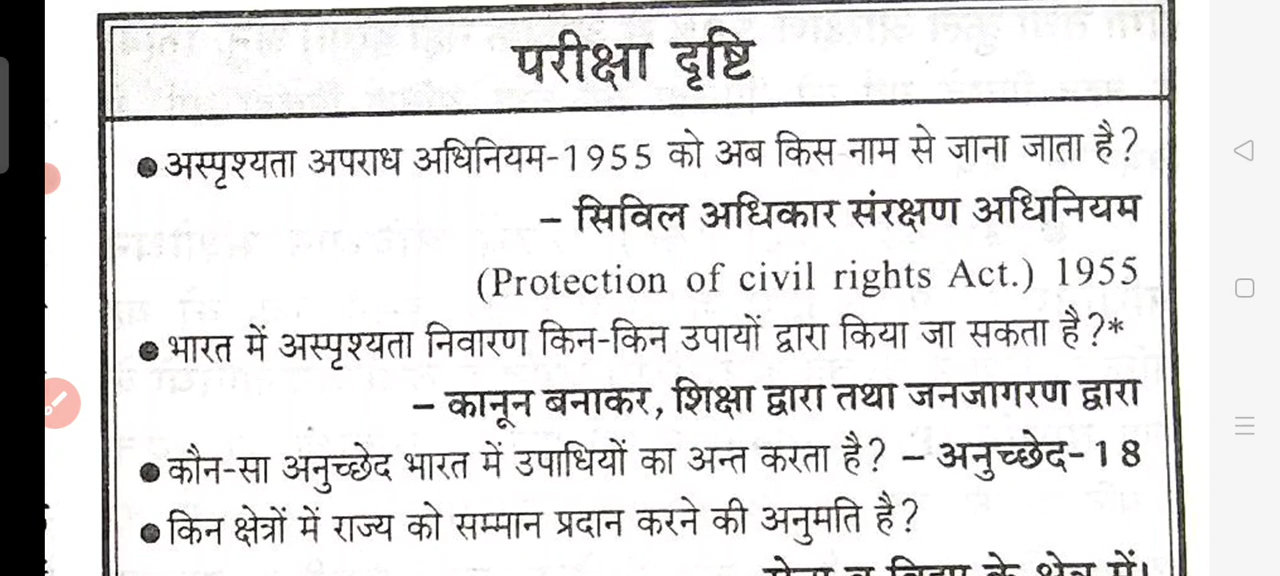 परीक्षा दृष्टि
●अस्पृश्यता अपराध अधिनियम-1955 को अब किस नाम से जाना जाता है?
– सिविल अधिकार संरक्षण अधिनियम
(Protection of civil rights Act.) 1955
●भारत में अस्पृश्यता निवारण किन-किन उपायों द्वारा किया जा सकता है?*
– कानून बनाकर, शिक्षा द्वारा तथा जनजागरण द्वारा
●कौन-सा अनुच्छेद भारत में उपाधियों का अन्त करता है? – अनुच्छेद-18
●किन क्षेत्रों में राज्य को सम्मान प्रदान करने की अनुमति है?
सेना व विद्या के क्षेत्र में।